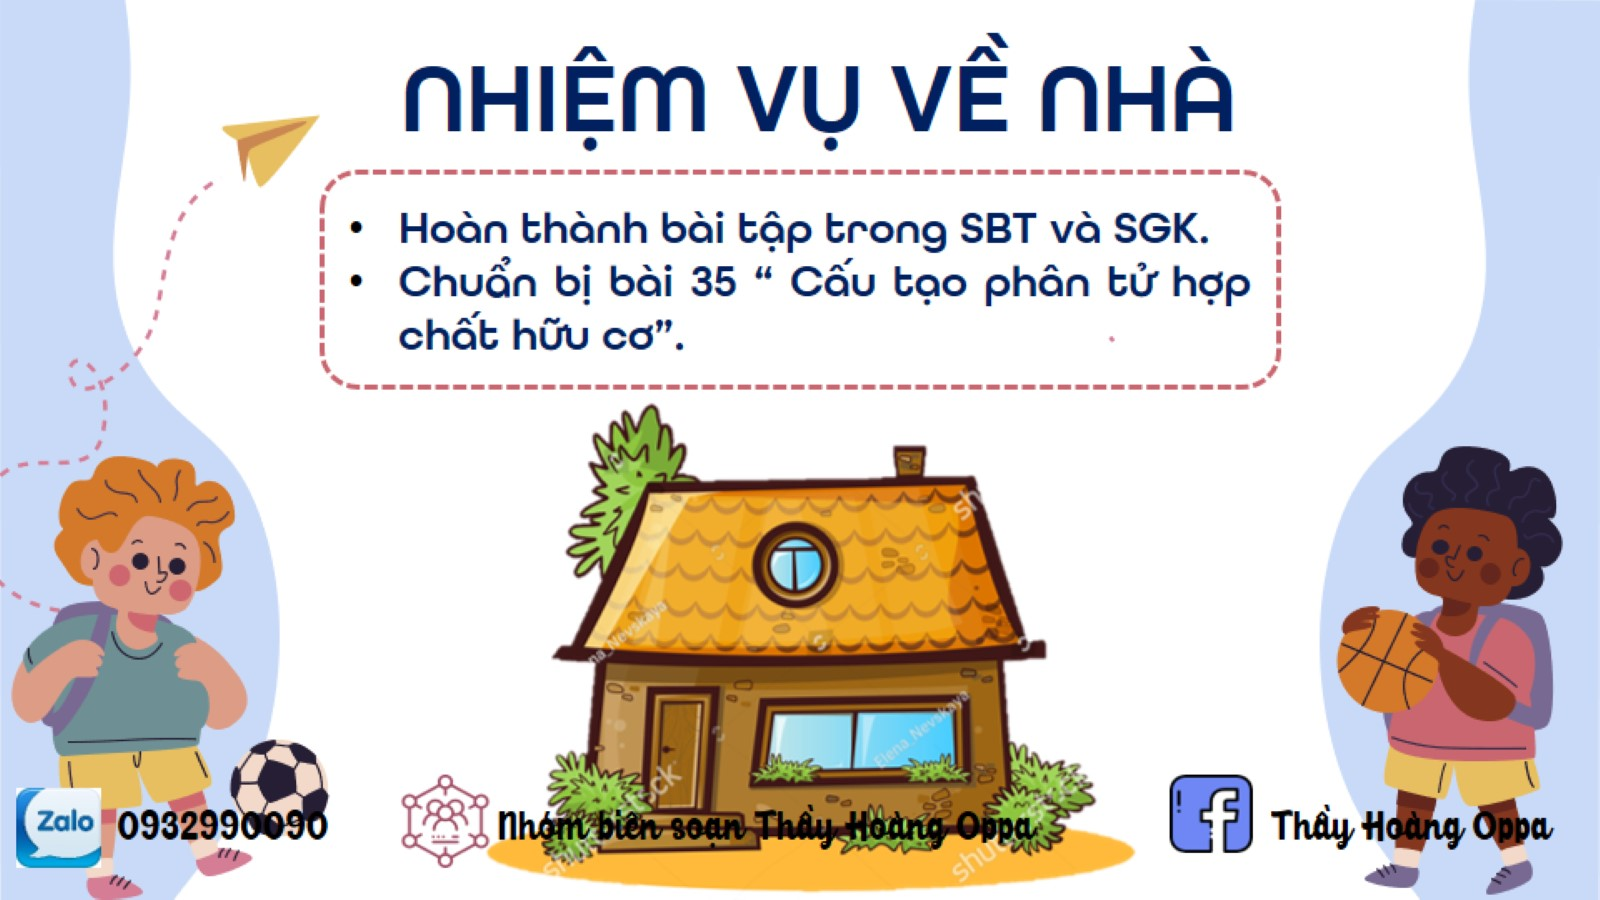 NHIỆM VỤ VỀ NHÀ
• Hoàn thành bài tập trong SBT và SGK.
• Chuẩn bị bài 35 “ Cấu tạo phân tử hợp
chất hữu cơ”.
Elena_Nevskaya
Zalo 0932990090
Nhóm biên soạn Thầy Hoàng Oppa
Thầy Hoàng Oppa